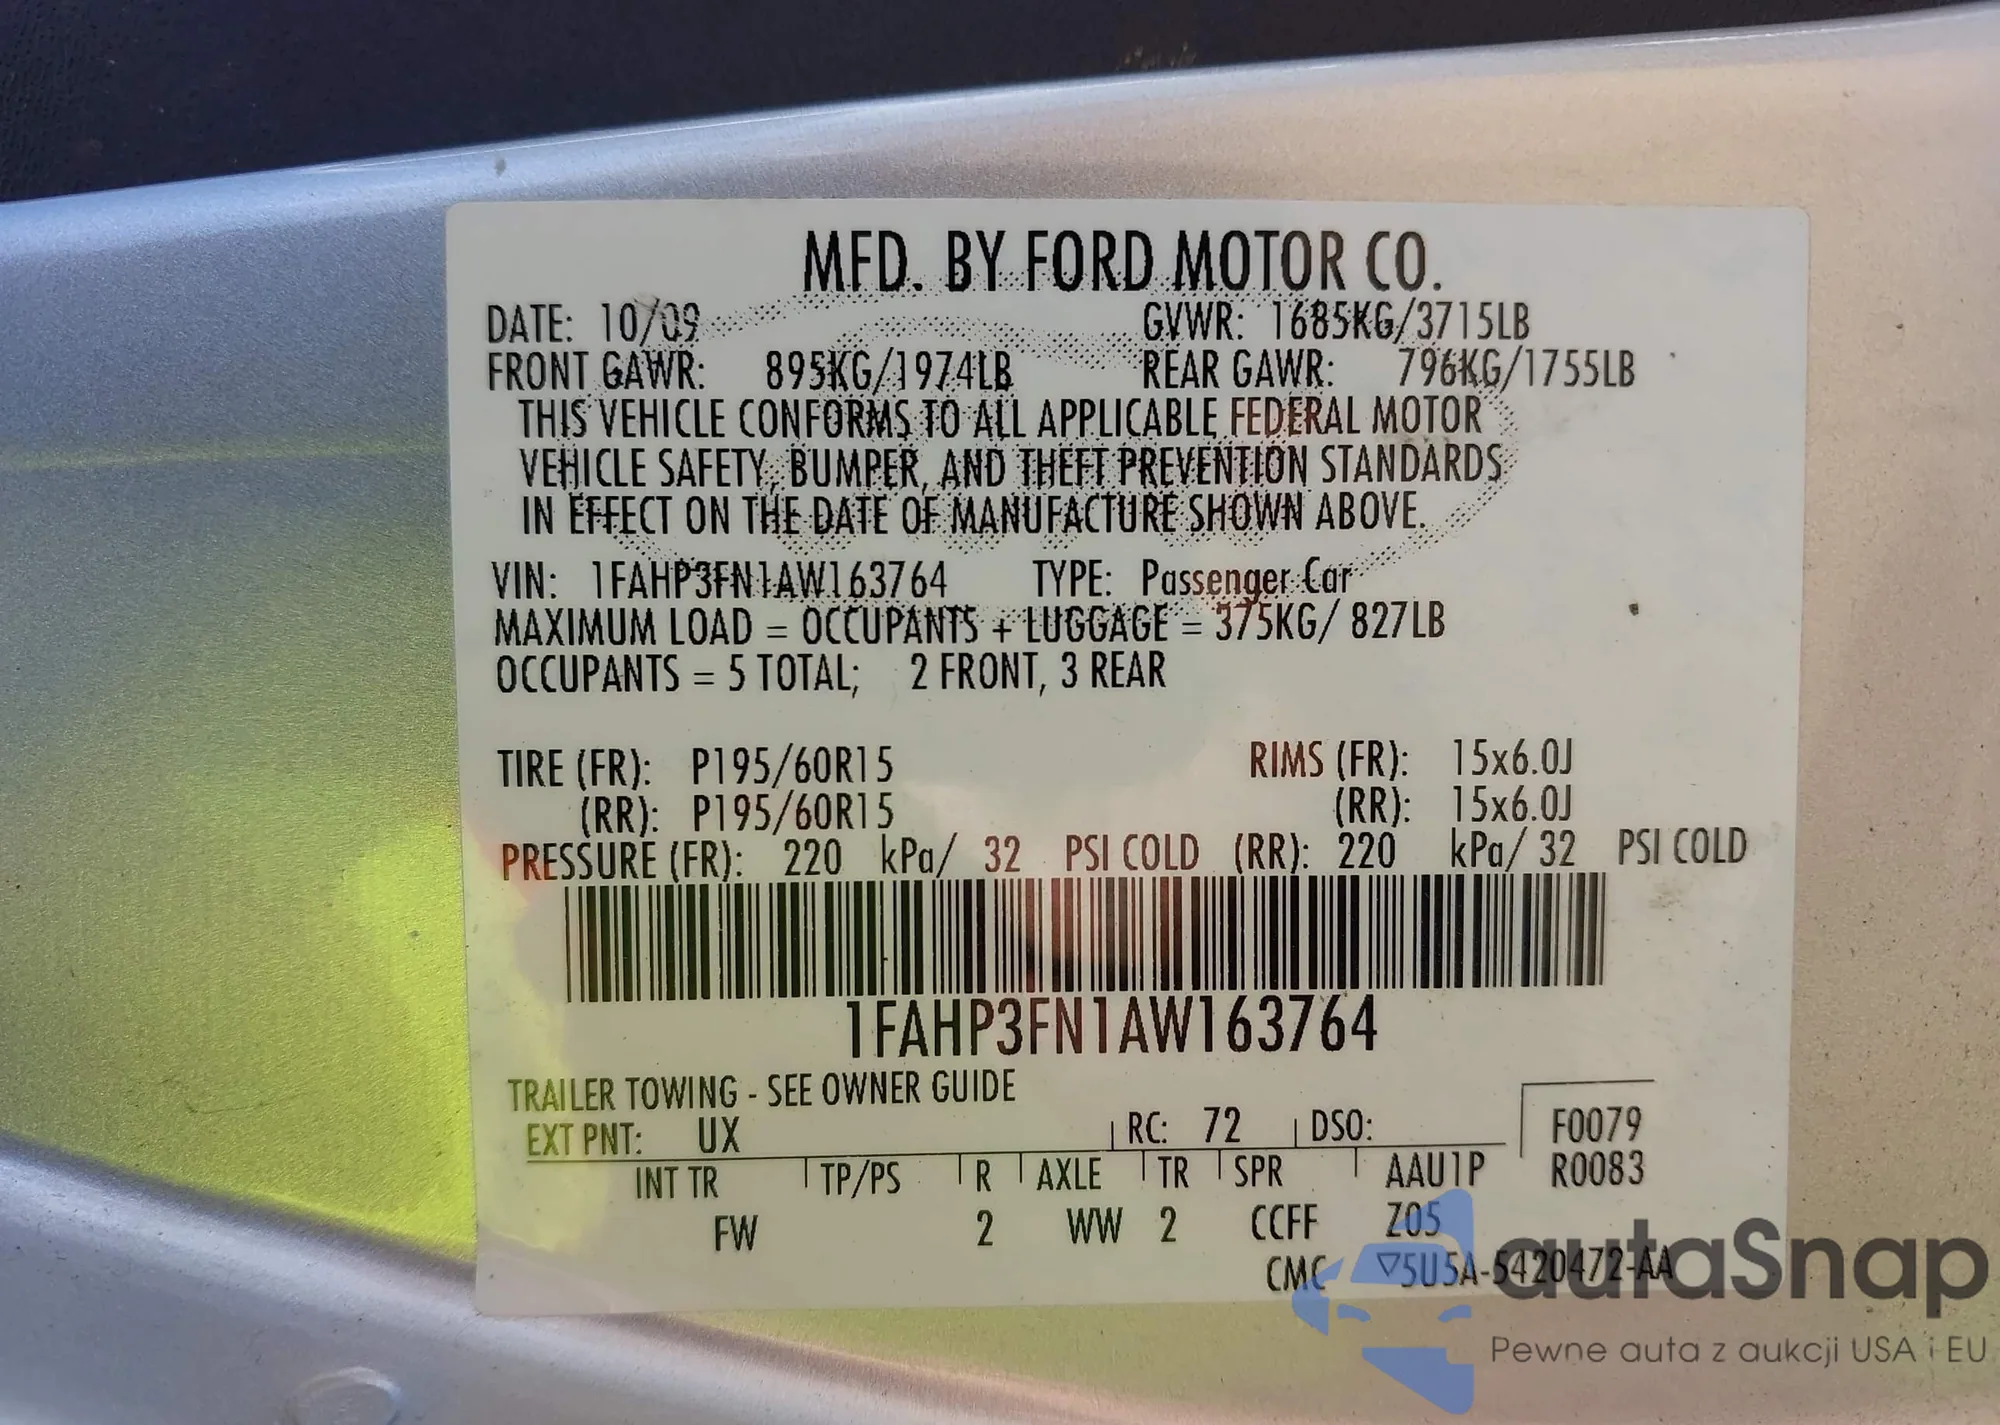 MFD. BY FORD MOTOR CO.
DATE: 10/09 GVWR: 1685KG/3715LB
FRONT GAWR: 895KG/1974LB REAR GAWR: 796KG/1755LB
THIS VEHICLE CONFORMS TO ALL APPLICABLE FEDERAL MOTOR
VEHICLE SAFETY, BUMPER, AND THEFT PREVENTION STANDARDS
IN EFFECT ON THE DATE OF MANUFACTURE SHOWN ABOVE.
VIN: 1FAHP3FN1AW163764 TYPE: Passenger Car
MAXIMUM LOAD = OCCUPANTS + LUGGAGE = 375KG/ 827LB
OCCUPANTS = 5 TOTAL; 2 FRONT, 3 REAR
TIRE (FR): P195/60R15 RIMS (FR): 15x6.0J
(RR): P195/60R15 (RR): 15x6.0J
PRESSURE (FR): 220 kPa/ 32 PSI COLD (RR): 220 kPa/ 32 PSI COLD
1FAHP3FN1AW163764
TRAILER TOWING - SEE OWNER GUIDE
EXT PNT: UX RC: 72 DSO: F0079
INT TR TP/PS R AXLE TR SPR AAU1P R0083
FW 2 WW 2 CCFF Z05
CMC ▽5U5A-5420472-AA
autaSnap
Pewne auta z aukcji USA i EU